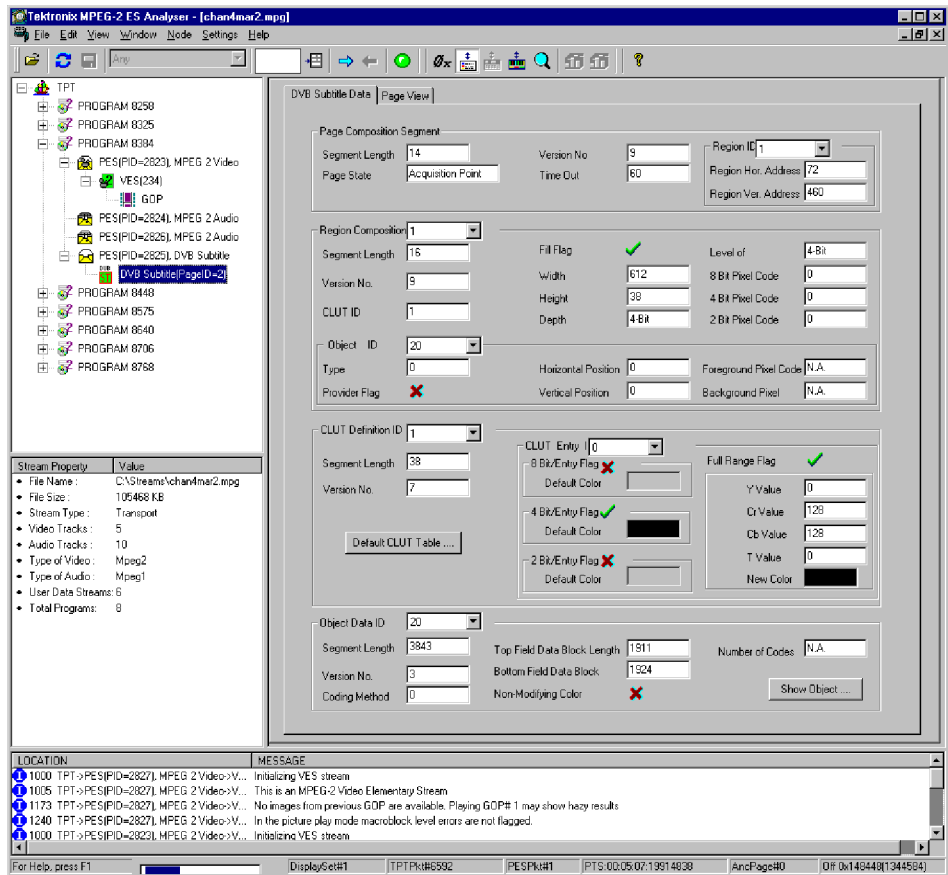 Tektronix MPEG-2 ES Analyser - [chan4mar2.mpg]
File Edit View Window Node Settings Help
Any
TPT
PROGRAM 8258
PROGRAM 8325
PROGRAM 8384
PES(PID=2823), MPEG 2 Video
VES(234)
GOP
PES(PID=2824), MPEG 2 Audio
PES(PID=2826), MPEG 2 Audio
PES(PID=2825), DVB Subtitle
DVB Subtitle(PageID=2)
PROGRAM 8448
PROGRAM 8575
PROGRAM 8640
PROGRAM 8706
PROGRAM 8768
Stream Property Value
File Name : C:\Streams\chan4mar2.mpg
File Size : 105468 KB
Stream Type : Transport
Video Tracks : 5
Audio Tracks : 10
Type of Video : Mpeg2
Type of Audio : Mpeg1
User Data Streams: 6
Total Programs: 8
DVB Subtitle Data Page View
Page Composition Segment
Segment Length 14 Version No 9
Page State Acquisition Point Time Out 60
Region ID 1
Region Hor. Address 72
Region Ver. Address 460
Region Composition 1
Segment Length 16 Fill Flag Level of 4-Bit
Version No. 9 Width 612 8 Bit Pixel Code 0
Height 38 4 Bit Pixel Code 0
CLUT ID 1 Depth 4-Bit 2 Bit Pixel Code 0
Object ID 20
Type 0 Horizontal Position 0 Foreground Pixel Code N.A.
Provider Flag Vertical Position 0 Background Pixel N.A.
CLUT Definition ID 1
Segment Length 38
Version No. 7
Default CLUT Table ....
CLUT Entry I 0
8 Bit/Entry Flag
Default Color
4 Bit/Entry Flag
Default Color
2 Bit/Entry Flag
Default Color
Full Range Flag
Y Value 0
Cr Value 128
Cb Value 128
T Value 0
New Color
Object Data ID 20
Segment Length 3843 Top Field Data Block Length 1911 Number of Codes N.A.
Version No. 3 Bottom Field Data Block 1924
Coding Method 0 Non-Modifying Color
Show Object ....
LOCATION MESSAGE
1000 TPT->PES(PID=2827), MPEG 2 Video->V... Initializing VES stream
1005 TPT->PES(PID=2827), MPEG 2 Video->V... This is an MPEG-2 Video Elementary Stream
1173 TPT->PES(PID=2827), MPEG 2 Video->V... No images from previous GOP are available. Playing GOP# 1 may show hazy results
1240 TPT->PES(PID=2827), MPEG 2 Video->V... In the picture play mode macroblock level errors are not flagged.
1000 TPT->PES(PID=2823), MPEG 2 Video->V... Initializing VES stream
For Help, press F1 DisplaySet#1 TPTPkt#6592 PESPkt#1 PTS:00:05:07:19914838 AncPage#0 Off 0x148448(1344584)